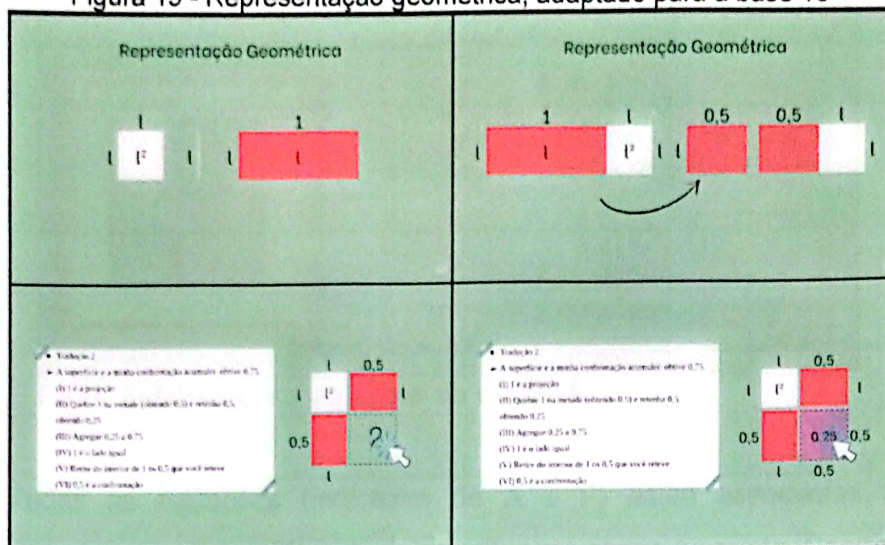 Figura 19 - Representação geométrica, adaptado para a base 10
Representação Geométrica
l
1
l
l²
l
l
l
Representação Geométrica
1
l
0,5
0,5
l
l
l
l²
l
l
l
Tradução 2
A superfície e a minha confrontação acumulei, obtive 0,75
(I) 1 é a projeção
(II) Quebre 1 na metade (obtendo 0,5) e retenha 0,5,
obtendo 0,25
(III) Agregue 0,25 a 0,75
(IV) 1 é o lado igual
(V) Retire do interior de 1 os 0,5 que você reteve
(VI) 0,5 é a confrontação
l
0,5
l
l²
l
0,5
?
l
Tradução 2
A superfície e a minha confrontação acumulei, obtive 0,75
(I) 1 é a projeção
(II) Quebre 1 na metade (obtendo 0,5) e retenha 0,5,
obtendo 0,25
(III) Agregue 0,25 a 0,75
(IV) 1 é o lado igual
(V) Retire do interior de 1 os 0,5 que você reteve
(VI) 0,5 é a confrontação
l
0,5
l
l²
l
0,5
0,25
0,5
l
0,5